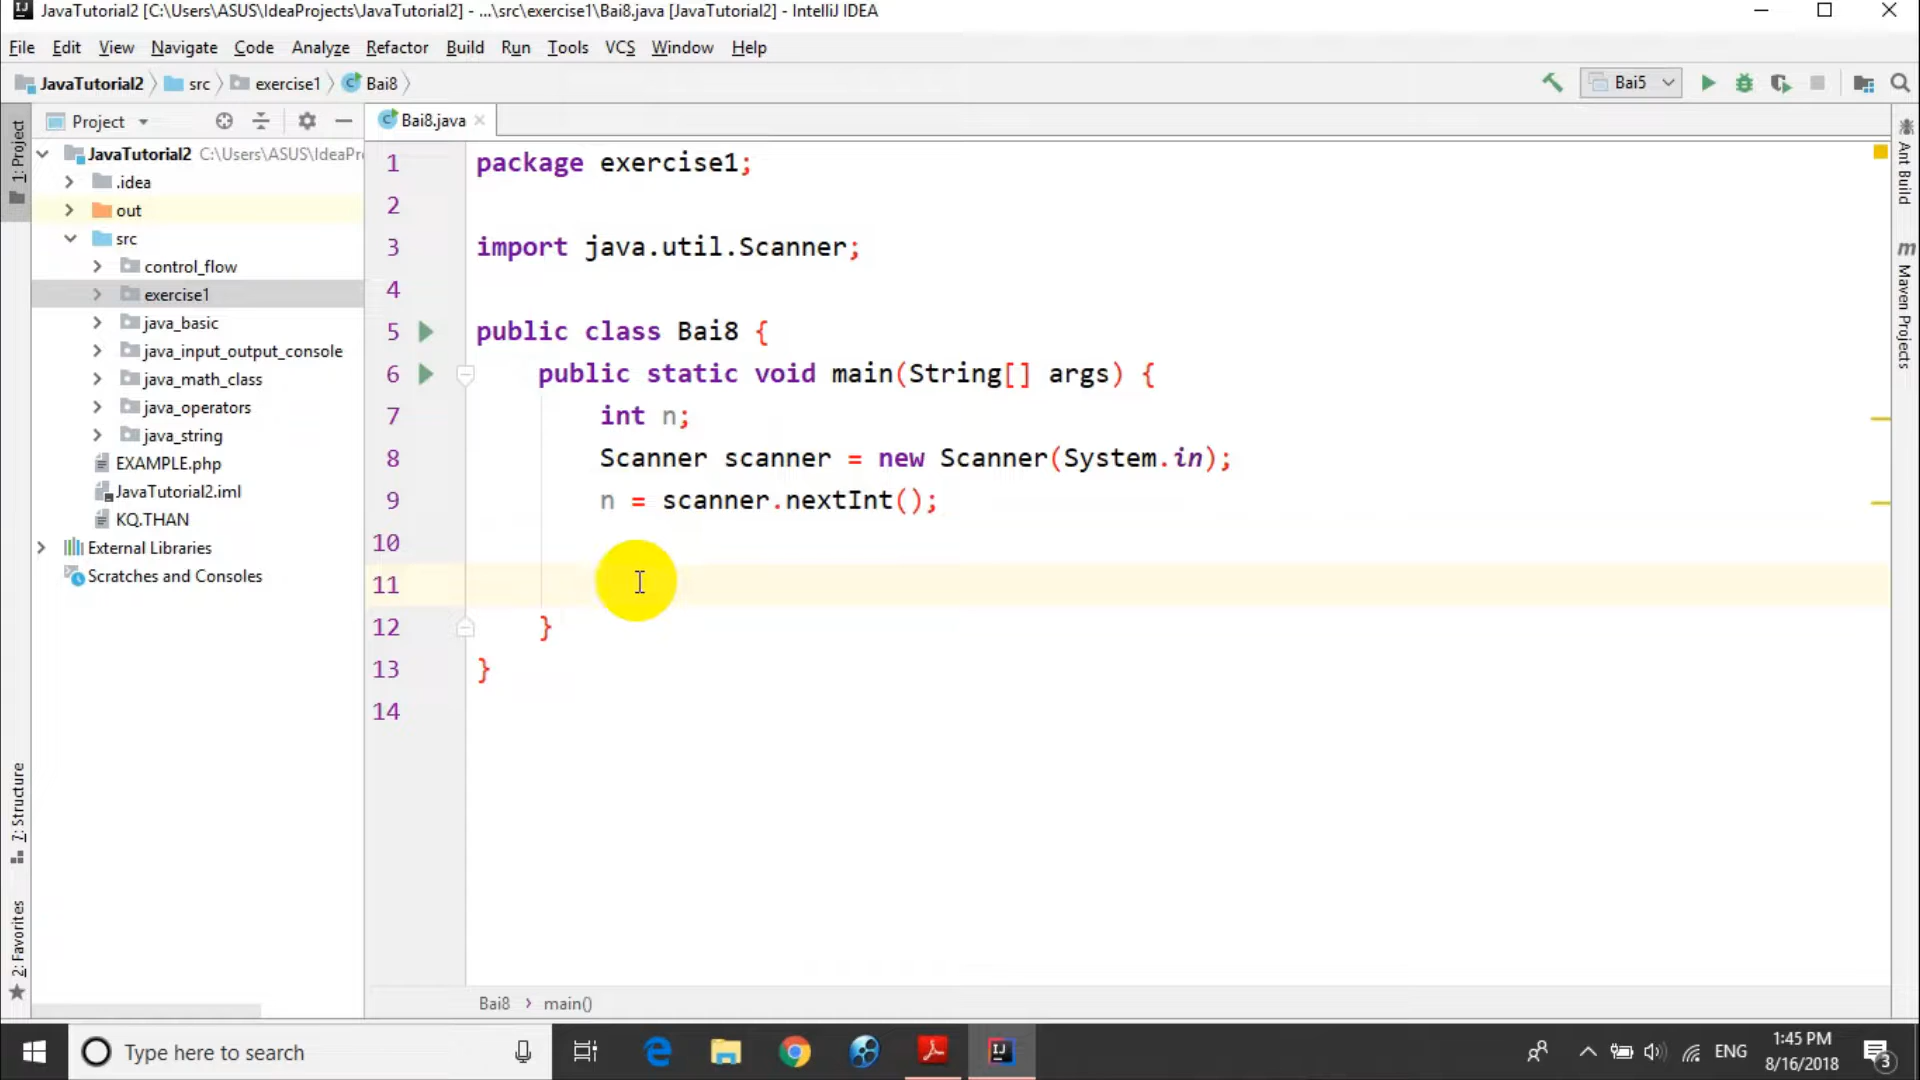 JavaTutorial2 [C:\Users\ASUS\IdeaProjects\JavaTutorial2] - ...\src\exercise1\Bai8.java [JavaTutorial2] - IntelliJ IDEA
File Edit View Navigate Code Analyze Refactor Build Run Tools VCS Window Help
JavaTutorial2 src exercise1 Bai8 Bai5
1: Project
Project
JavaTutorial2 C:\Users\ASUS\IdeaPr
.idea
out
src
control_flow
exercise1
java_basic
java_input_output_console
java_math_class
java_operators
java_string
EXAMPLE.php
JavaTutorial2.iml
KQ.THAN
External Libraries
Scratches and Consoles
7: Structure
2: Favorites
Bai8.java
1 package exercise1;
2
3 import java.util.Scanner;
4
5 public class Bai8 {
6 public static void main(String[] args) {
7 int n;
8 Scanner scanner = new Scanner(System.in);
9 n = scanner.nextInt();
10
11
12 }
13 }
14
Bai8 > main()
Ant Build
m Maven Projects
Type here to search
ENG
1:45 PM
8/16/2018
3